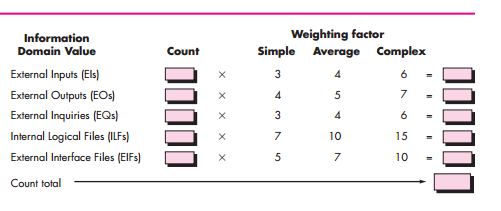 Weighting factor
Information
Domain Value Count Simple Average Complex
External Inputs (EIs) × 3 4 6 =
External Outputs (EOs) × 4 5 7 =
External Inquiries (EQs) × 3 4 6 =
Internal Logical Files (ILFs) × 7 10 15 =
External Interface Files (EIFs) × 5 7 10 =
Count total